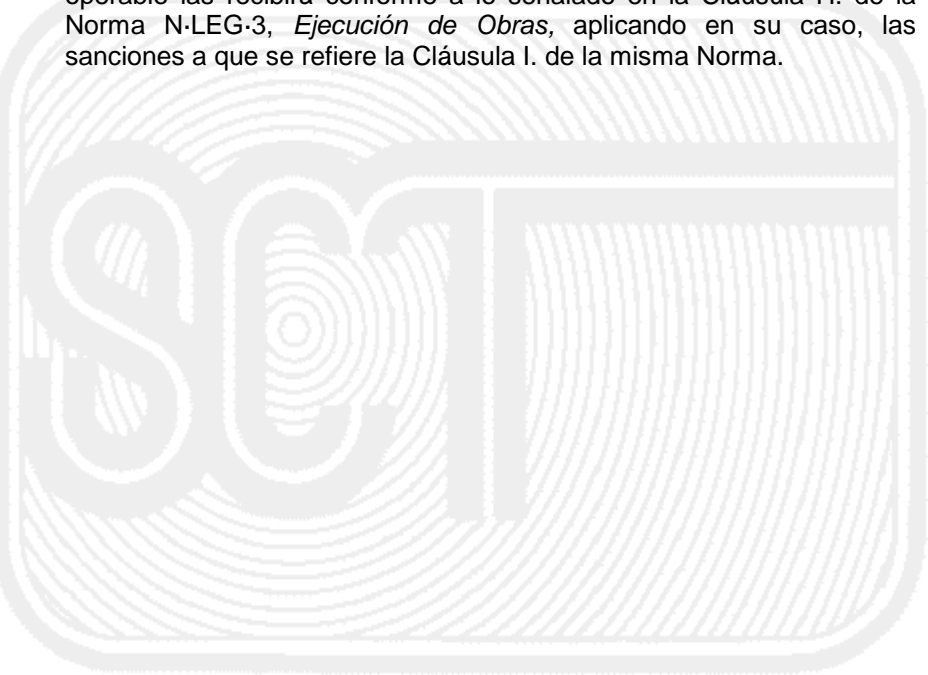 operable las recibirá conforme a lo señalado en la Cláusula H. de la
Norma N·LEG·3, Ejecución de Obras, aplicando en su caso, las
sanciones a que se refiere la Cláusula I. de la misma Norma.
SCT